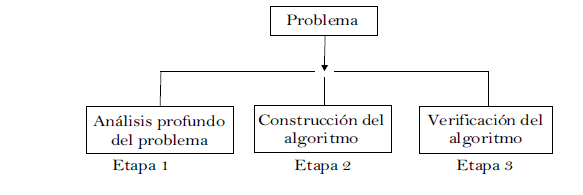 Problema
Análisis profundo
del problema
Construcción del
algoritmo
Verificación del
algoritmo
Etapa 1
Etapa 2
Etapa 3